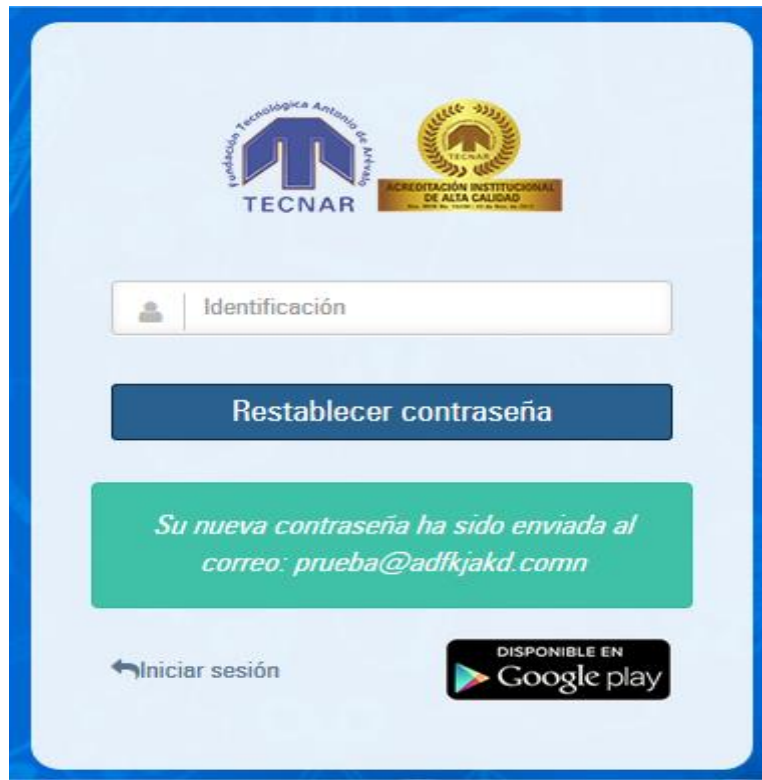 Fundación Tecnológica Antonio de Arévalo
TECNAR
TECNAR
ACREDITACIÓN INSTITUCIONAL
DE ALTA CALIDAD
Identificación
Restablecer contraseña
Su nueva contraseña ha sido enviada al
correo: prueba@adfkjakd.comn
Iniciar sesión
DISPONIBLE EN
Google play